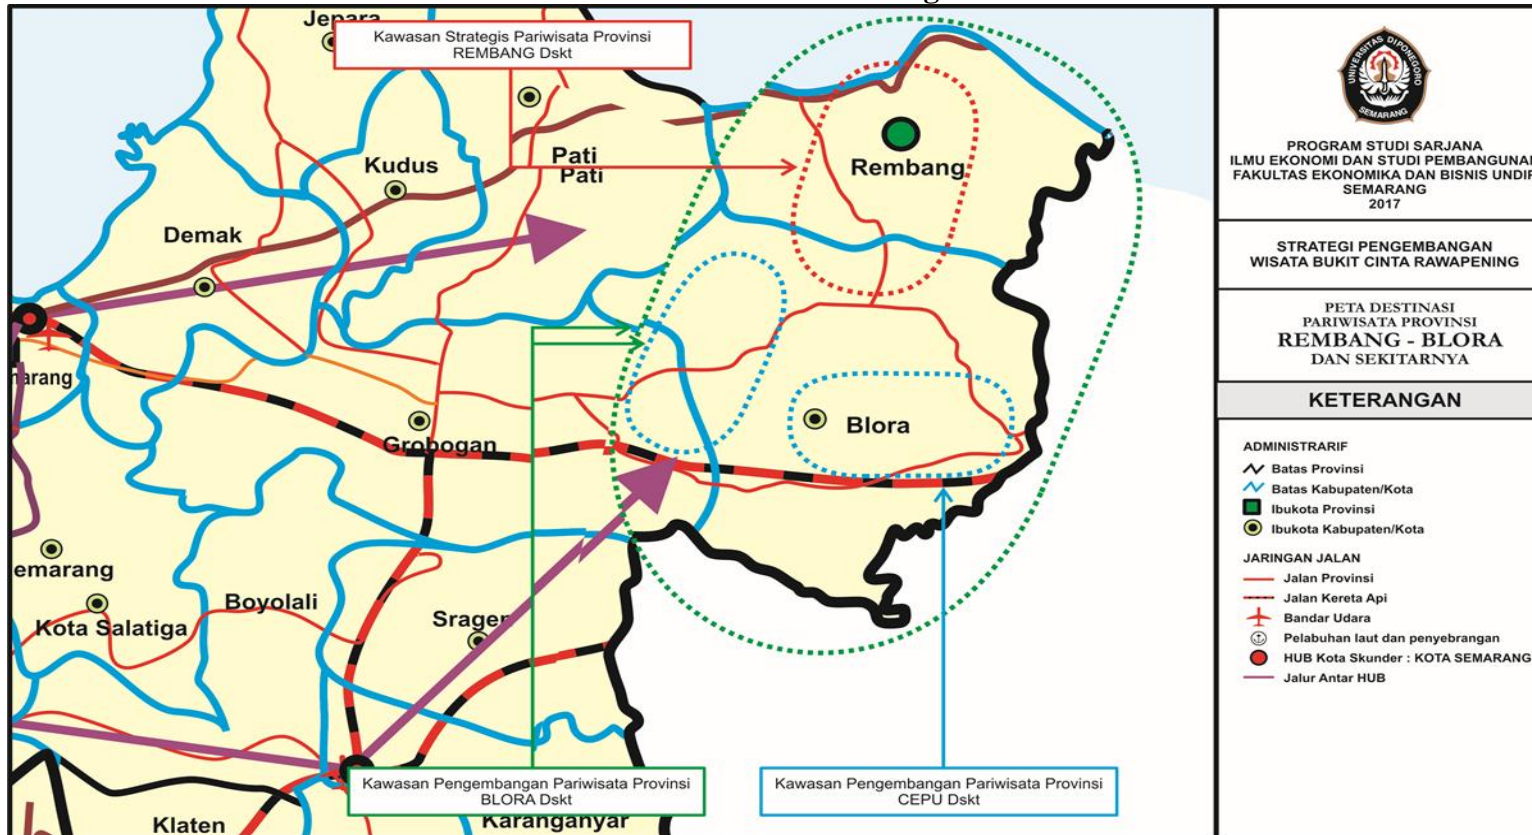 g
Jepara
Kawasan Strategis Pariwisata Provinsi
REMBANG Dskt
Kudus
Pati
Pati
Rembang
Demak
marang
Grobogan
Blora
emarang
Boyolali
Kota Salatiga
Sragen
Kawasan Pengembangan Pariwisata Provinsi
BLORA Dskt
Kawasan Pengembangan Pariwisata Provinsi
CEPU Dskt
Klaten
Karanganyar
UNIVERSITAS DIPONEGORO
SEMARANG
PROGRAM STUDI SARJANA
ILMU EKONOMI DAN STUDI PEMBANGUNAN
FAKULTAS EKONOMIKA DAN BISNIS UNDIP
SEMARANG
2017
STRATEGI PENGEMBANGAN
WISATA BUKIT CINTA RAWAPENING
PETA DESTINASI
PARIWISATA PROVINSI
REMBANG - BLORA
DAN SEKITARNYA
KETERANGAN
ADMINISTRARIF
Batas Provinsi
Batas Kabupaten/Kota
Ibukota Provinsi
Ibukota Kabupaten/Kota
JARINGAN JALAN
Jalan Provinsi
Jalan Kereta Api
Bandar Udara
Pelabuhan laut dan penyebrangan
HUB Kota Skunder : KOTA SEMARANG
Jalur Antar HUB